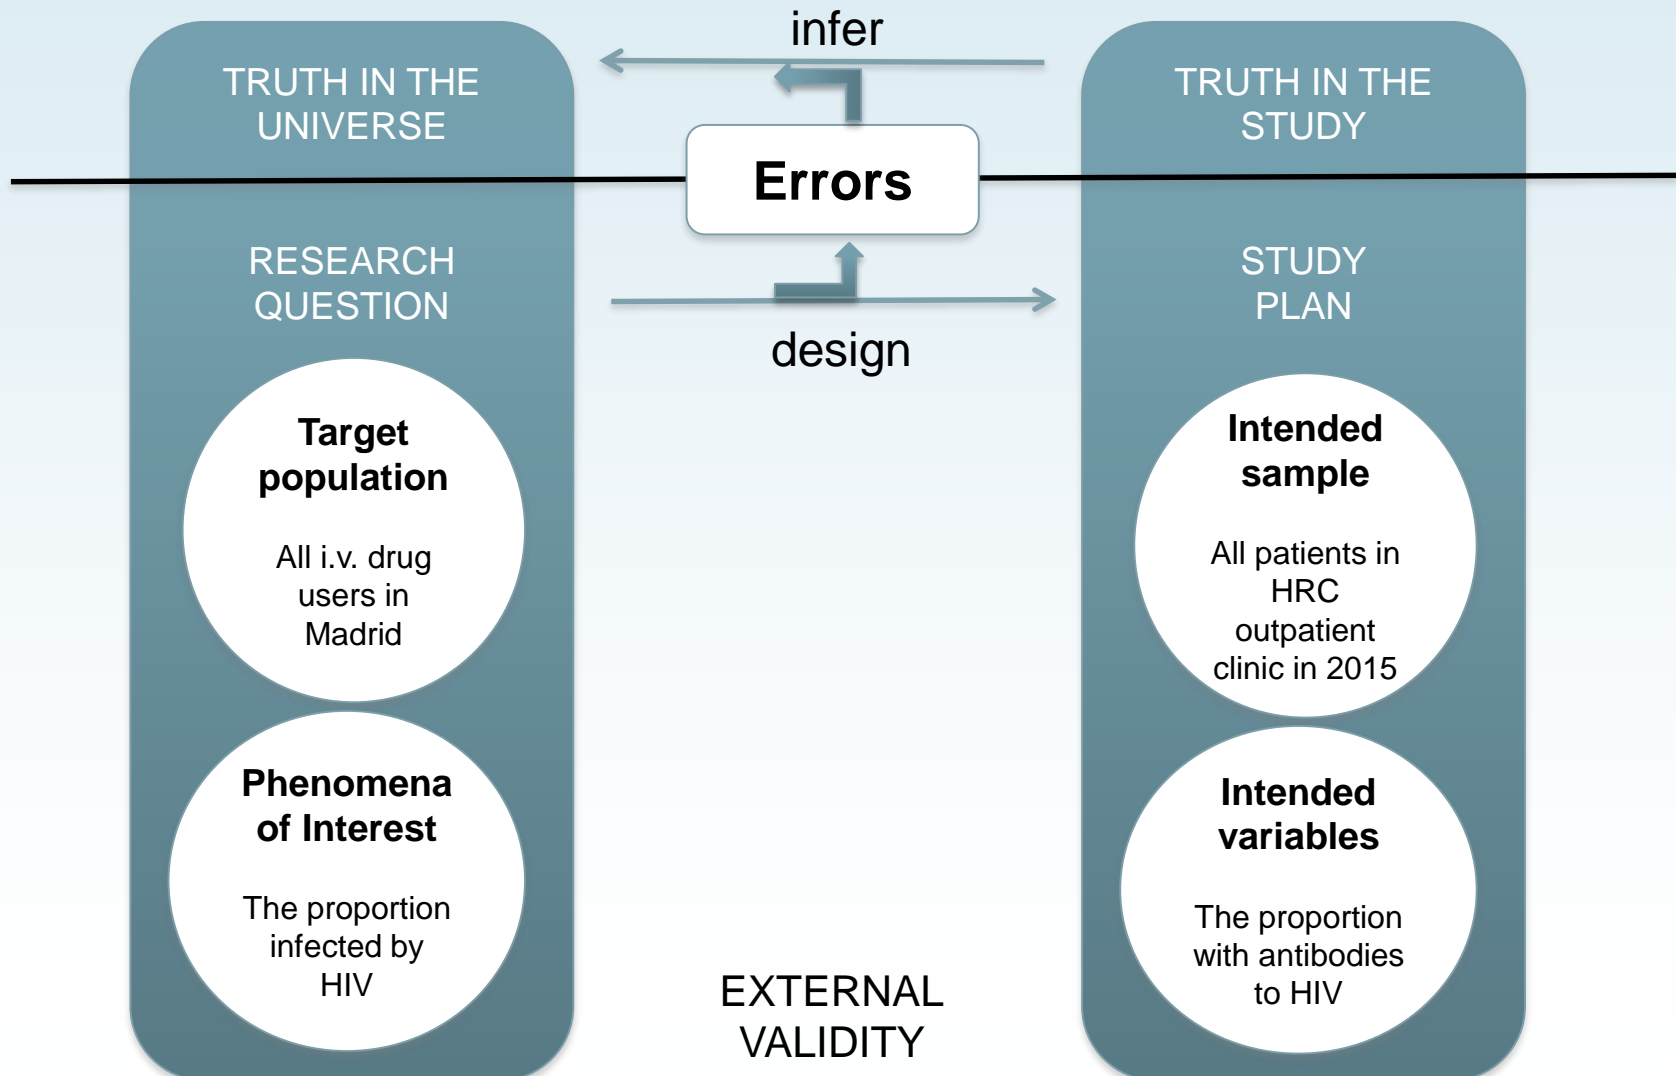 infer
TRUTH IN THE
UNIVERSE
TRUTH IN THE
STUDY
Errors
RESEARCH
QUESTION
STUDY
PLAN
design
Target
population
All i.v. drug
users in
Madrid
Intended
sample
All patients in
HRC
outpatient
clinic in 2015
Phenomena
of Interest
The proportion
infected by
HIV
Intended
variables
The proportion
with antibodies
to HIV
EXTERNAL
VALIDITY